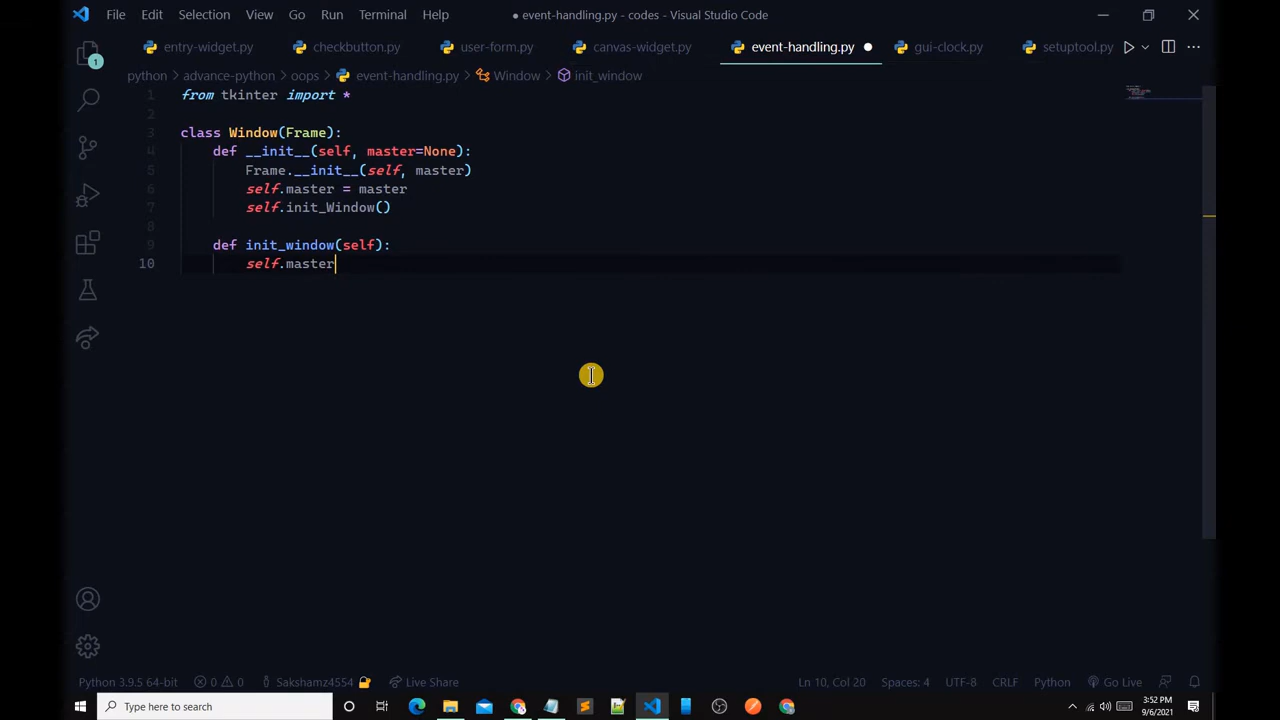 File Edit Selection View Go Run Terminal Help
● event-handling.py - codes - Visual Studio Code
entry-widget.py checkbutton.py user-form.py canvas-widget.py event-handling.py gui-clock.py setuptool.py
python > advance-python > oops > event-handling.py > Window > init_window
1 from tkinter import *
2
3 class Window(Frame):
4 def __init__(self, master=None):
5 Frame.__init__(self, master)
6 self.master = master
7 self.init_Window()
8
9 def init_window(self):
10 self.master
1
Python 3.9.5 64-bit 0 0 Sakshamz4554 Live Share Ln 10, Col 20 Spaces: 4 UTF-8 CRLF Python Go Live
Type here to search
3:52 PM
9/6/2021